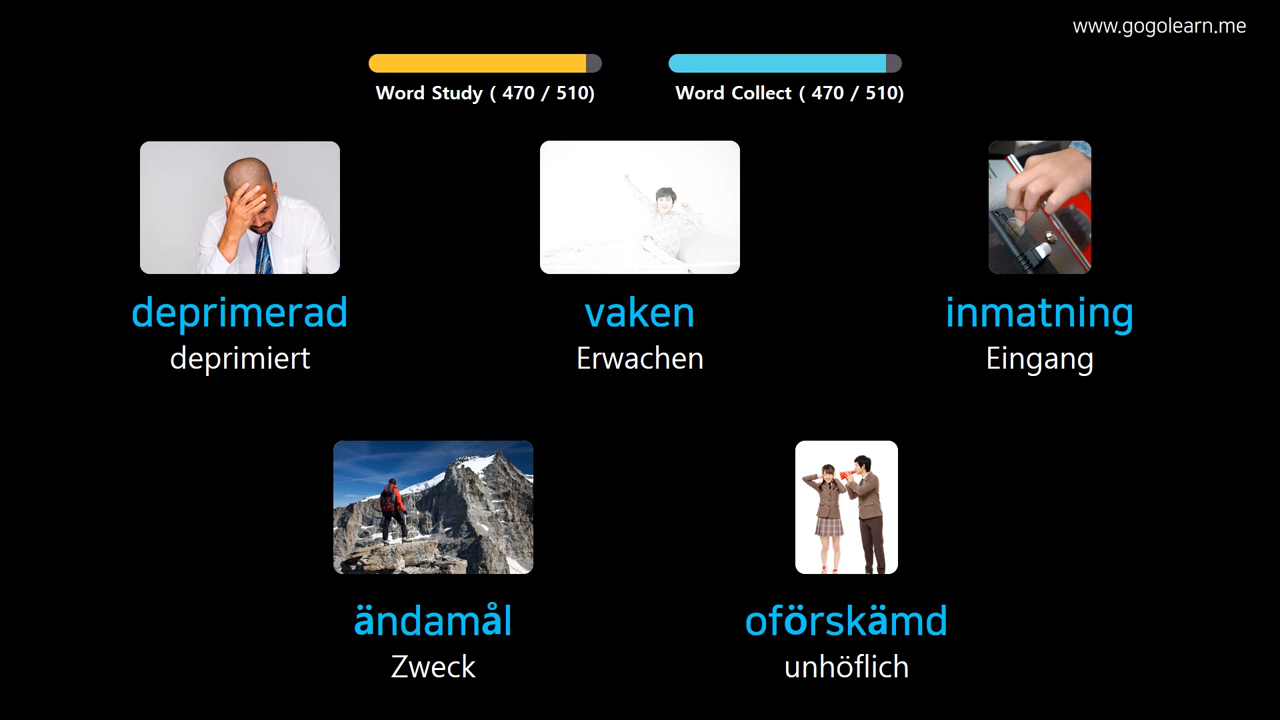 www.gogolearn.me
Word Study ( 470 / 510)
Word Collect ( 470 / 510)
deprimerad
deprimiert
vaken
Erwachen
inmatning
Eingang
ändamål
Zweck
oförskämd
unhöflich